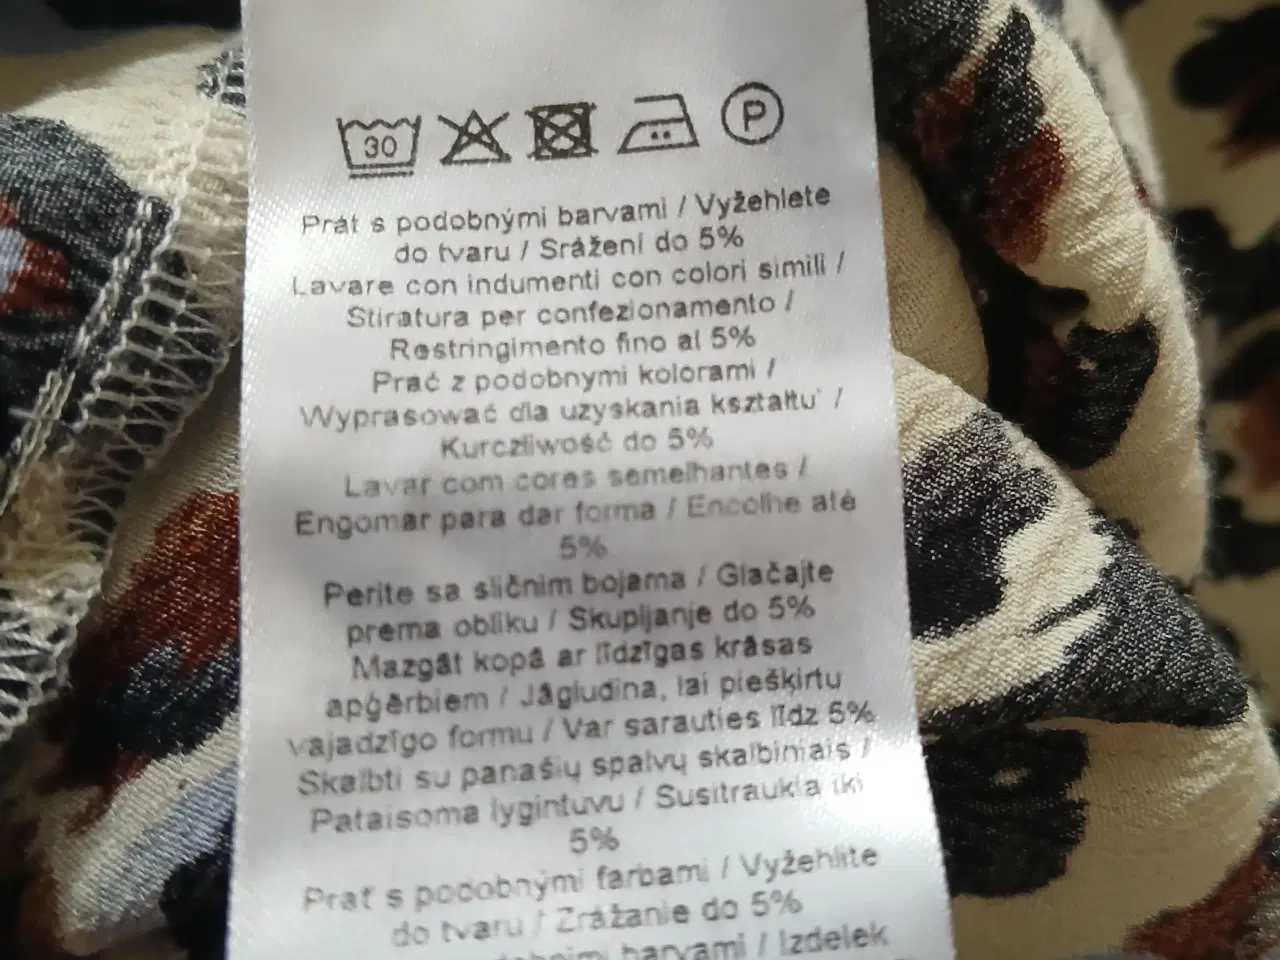 30
P
Prát s podobnými barvami / Vyžehlete
do tvaru / Srážení do 5%
Lavare con indumenti con colori simili /
Stiratura per confezionamento /
Restringimento fino al 5%
Prać z podobnymi kolorami /
Wyprasować dla uzyskania kształtu /
Kurczliwość do 5%
Lavar com cores semelhantes /
Engomar para dar forma / Encolhe até
5%
Perite sa sličnim bojama / Glačajte
prema obliku / Skupljanje do 5%
Mazgāt kopā ar līdzīgas krāsas
apģērbiem / Jāgludina, lai piešķirtu
vajadzīgo formu / Var sarauties līdz 5%
Skalbti su panašių spalvų skalbiniais /
Pataisoma lygintuvu / Susitraukia iki
5%
Prať s podobnými farbami / Vyžehlite
do tvaru / Zrážanie do 5%
barvami / Izdelek